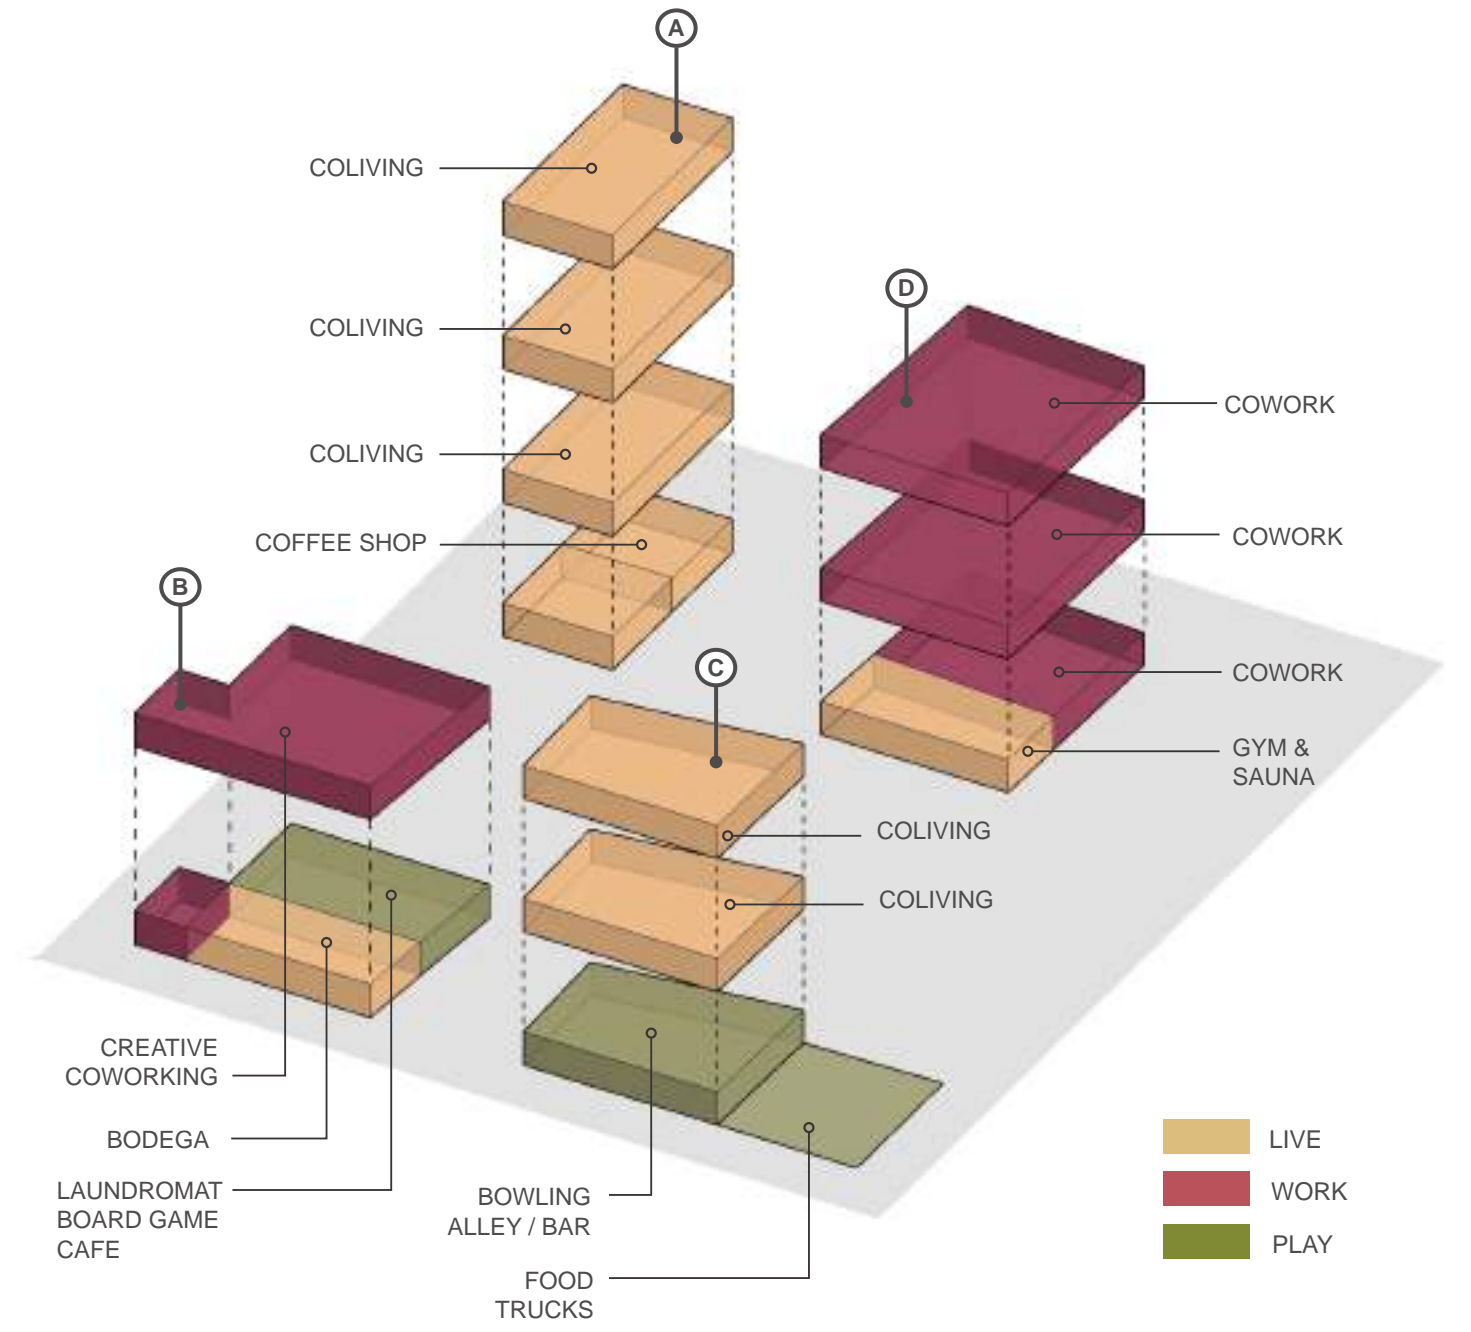 A
COLIVING
D
COLIVING
COWORK
COLIVING
COWORK
COFFEE SHOP
B
C
COWORK
GYM &
SAUNA
COLIVING
COLIVING
CREATIVE
COWORKING
BODEGA
LAUNDROMAT
BOARD GAME
CAFE
BOWLING
ALLEY / BAR
FOOD
TRUCKS
LIVE
WORK
PLAY